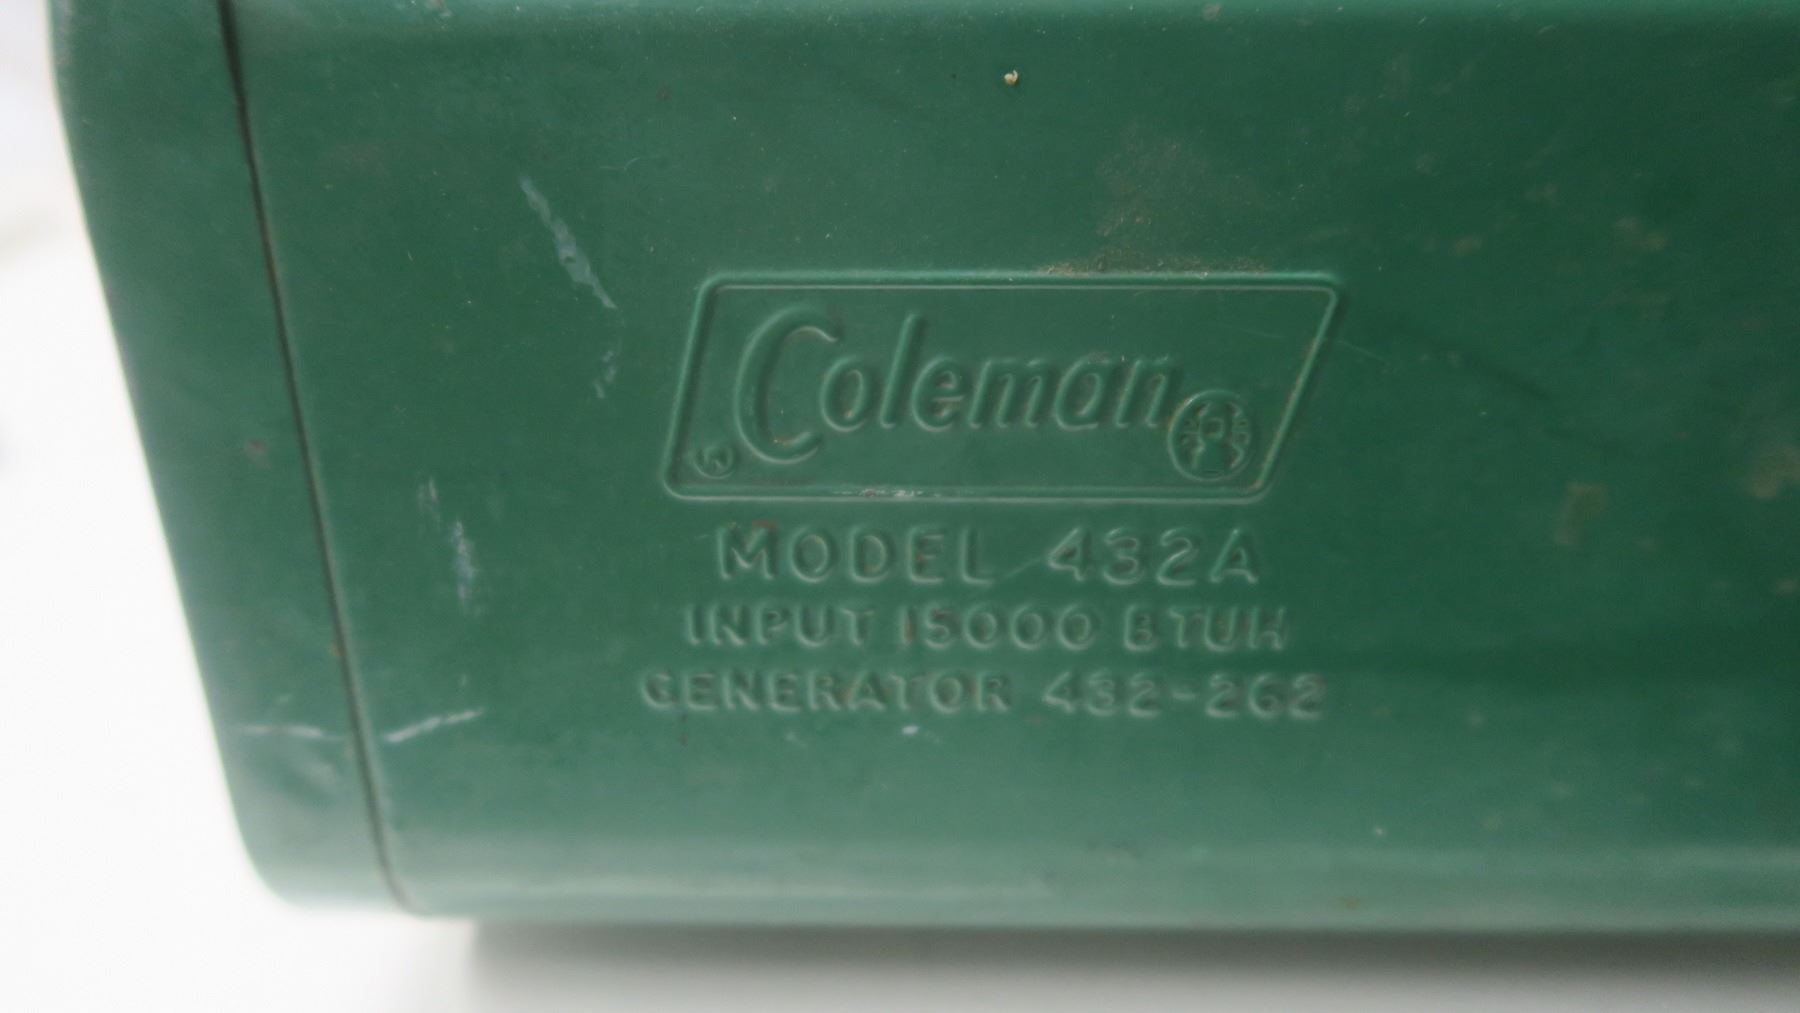 Coleman
MODEL 432A
INPUT 15000 BTUH
GENERATOR 432-262